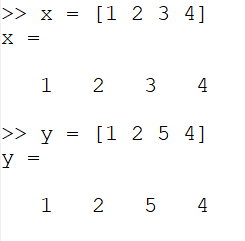 >> x = [1 2 3 4]
x =
1 2 3 4
>> y = [1 2 5 4]
y =
1 2 5 4